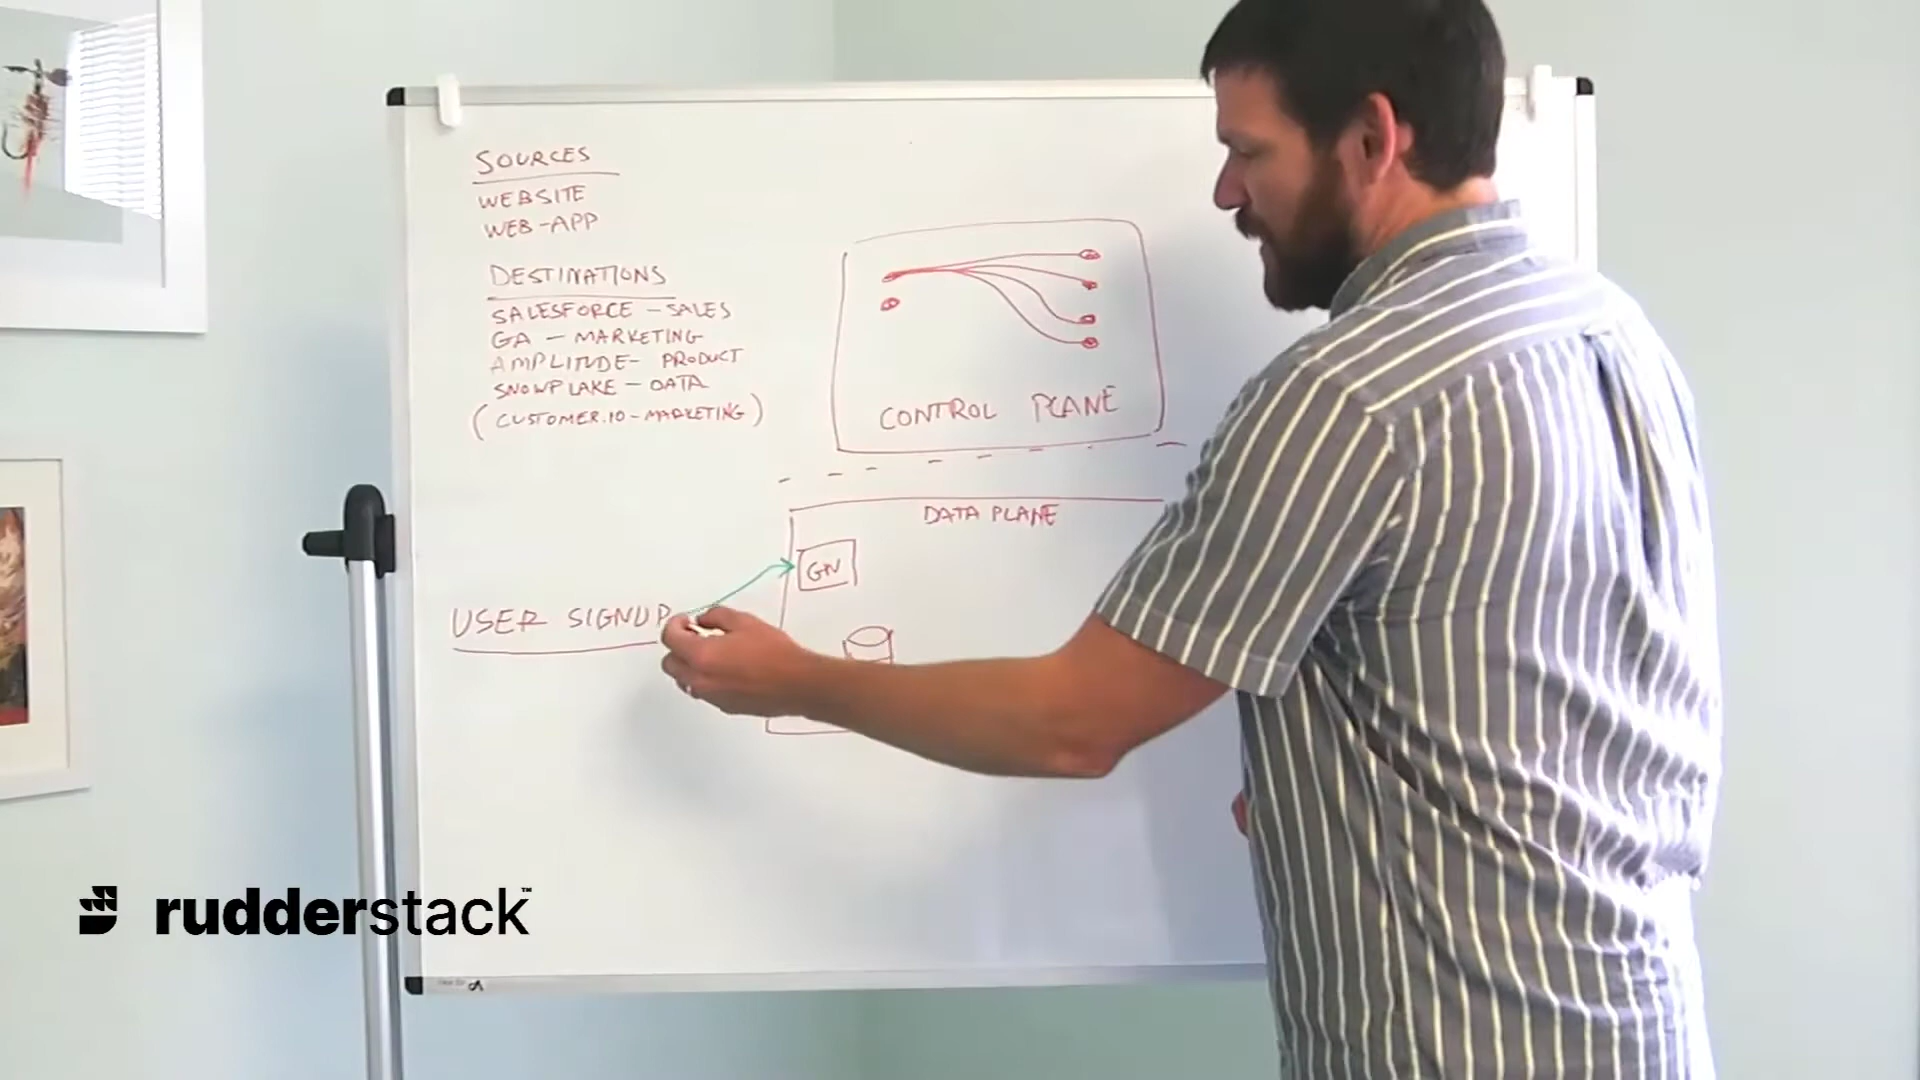 SOURCES
WEBSITE
WEB-APP
DESTINATIONS
SALESFORCE - SALES
GA - MARKETING
AMPLITUDE - PRODUCT
SNOWFLAKE - DATA
(CUSTOMER.IO - MARKETING)
CONTROL PLANE
DATA PLANE
GW
USER SIGNUP
rudderstack™